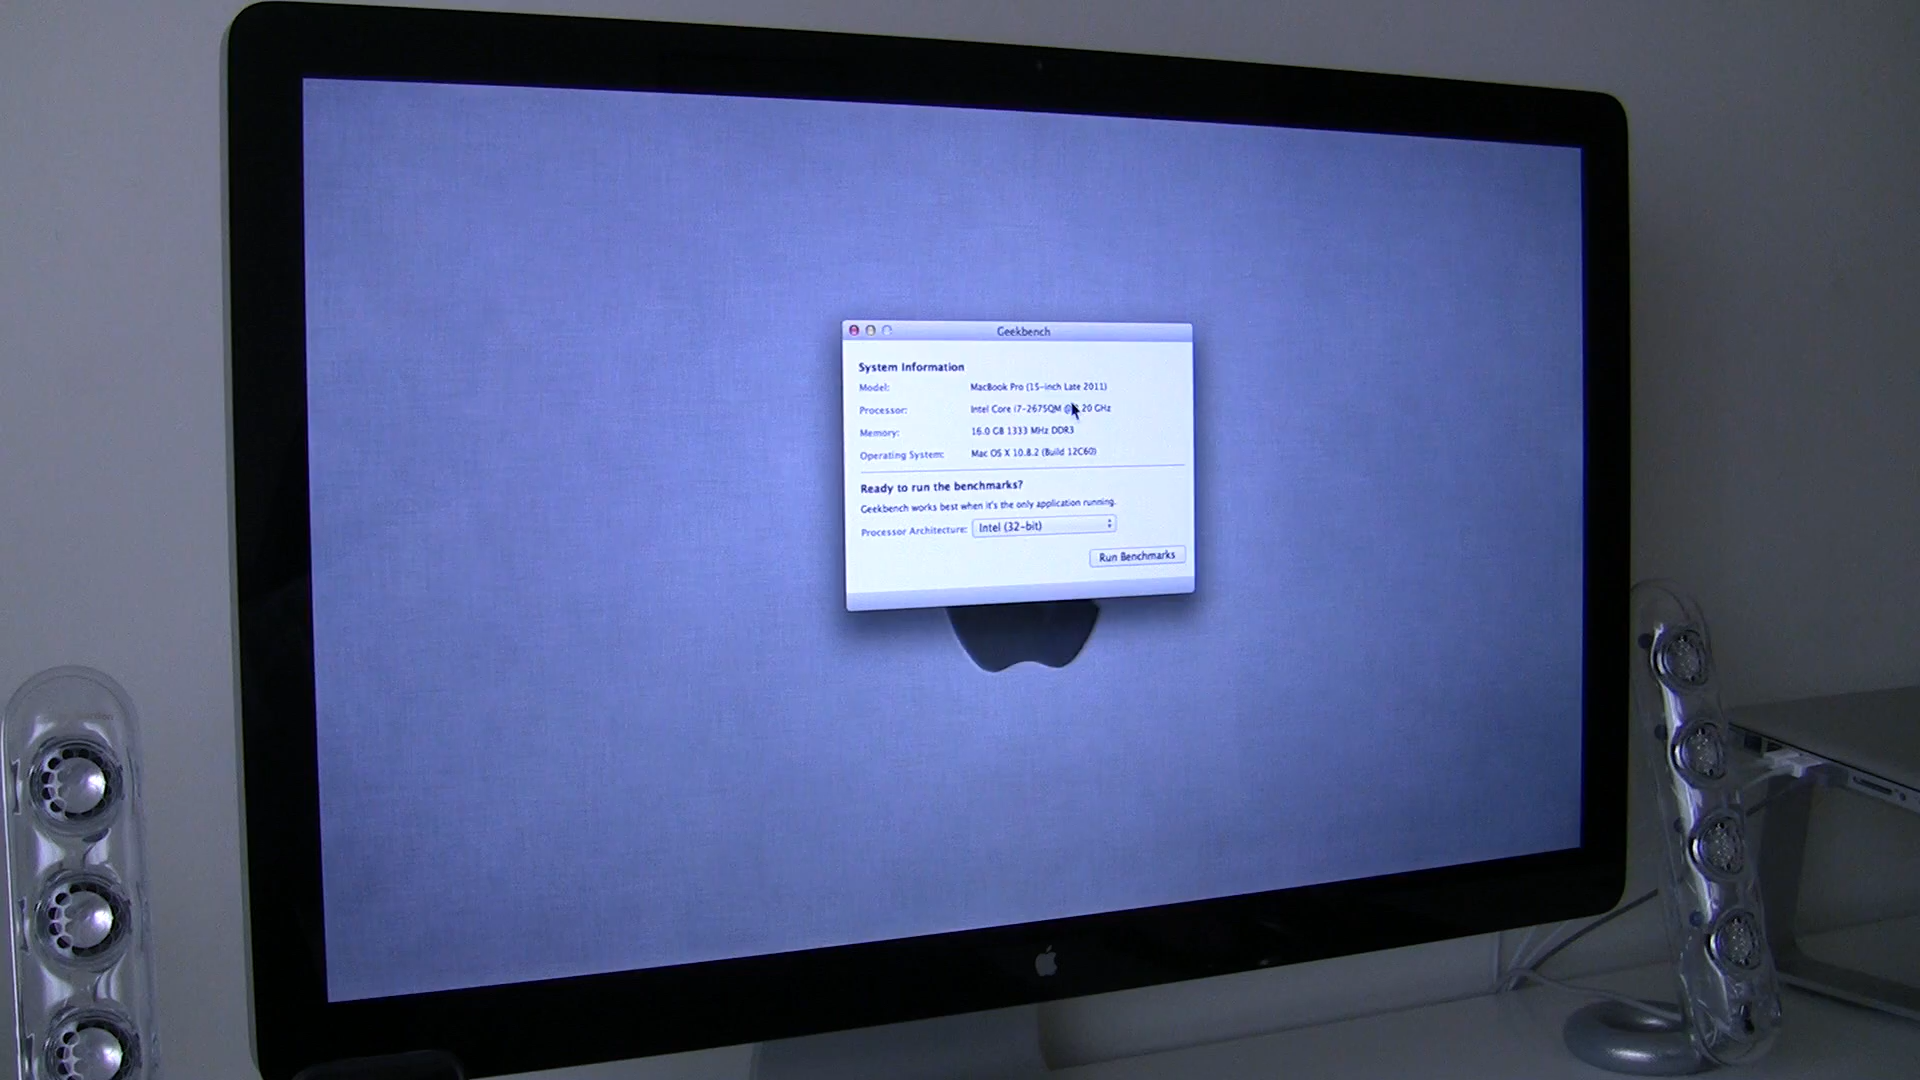 Geekbench
System Information
Model: MacBook Pro (15-inch Late 2011)
Processor: Intel Core i7-2675QM @ .20 GHz
Memory: 16.0 GB 1333 MHz DDR3
Operating System: Mac OS X 10.8.2 (Build 12C60)
Ready to run the benchmarks?
Geekbench works best when it's the only application running.
Processor Architecture: Intel (32-bit)
Run Benchmarks